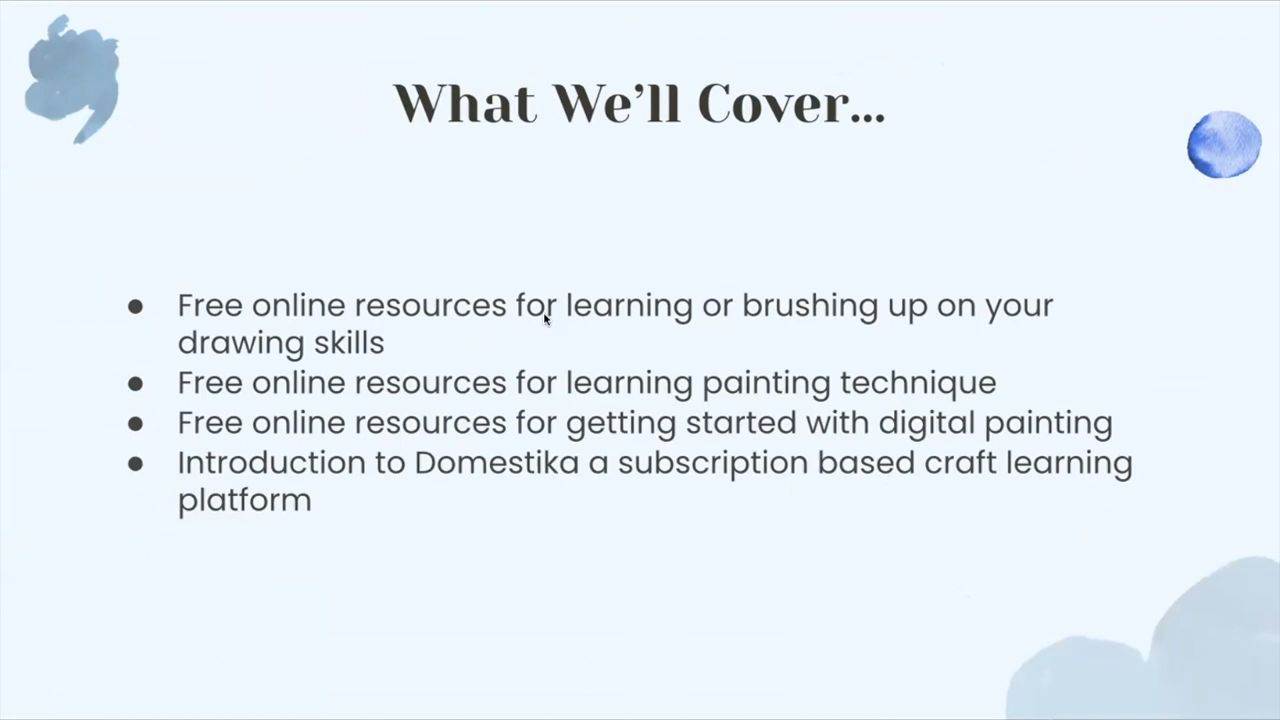 What We’ll Cover...
● Free online resources for learning or brushing up on your
drawing skills
● Free online resources for learning painting technique
● Free online resources for getting started with digital painting
● Introduction to Domestika a subscription based craft learning
platform